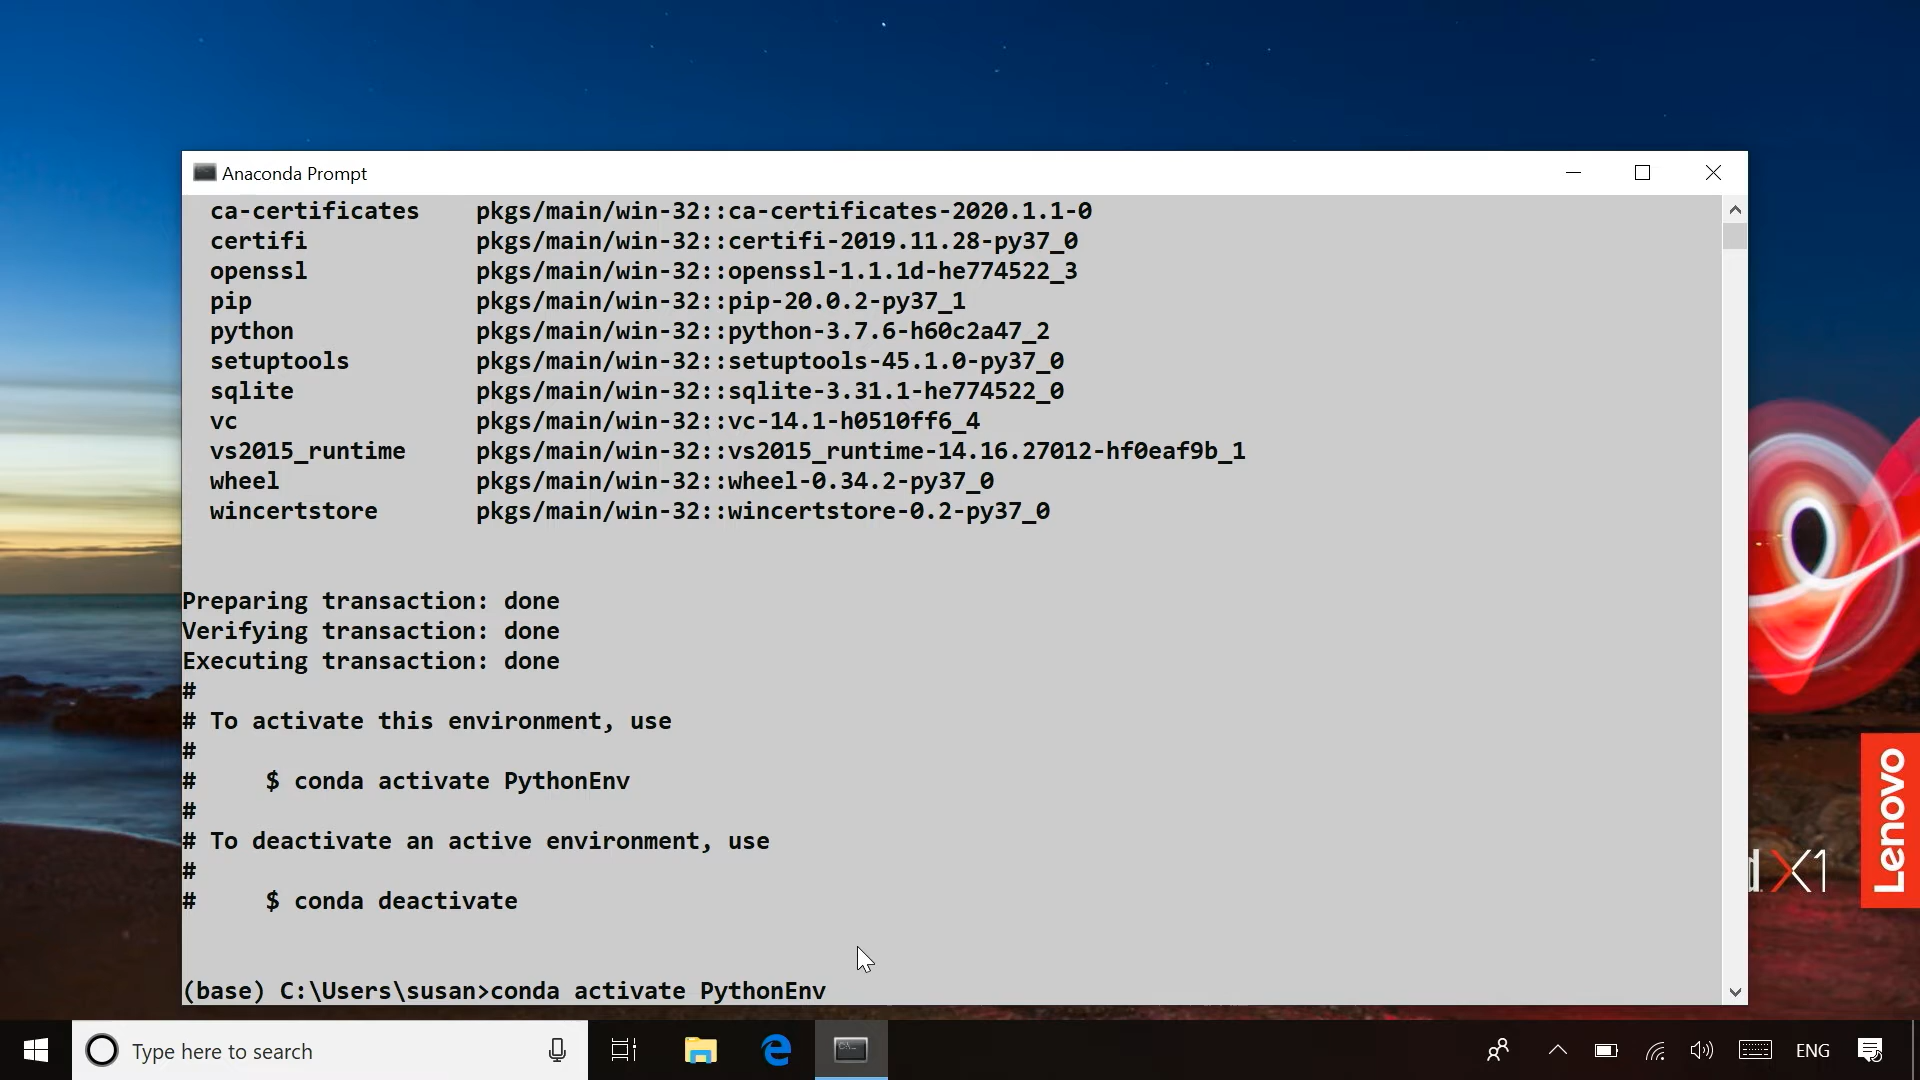 Anaconda Prompt
ca-certificates pkgs/main/win-32::ca-certificates-2020.1.1-0
certifi pkgs/main/win-32::certifi-2019.11.28-py37_0
openssl pkgs/main/win-32::openssl-1.1.1d-he774522_3
pip pkgs/main/win-32::pip-20.0.2-py37_1
python pkgs/main/win-32::python-3.7.6-h60c2a47_2
setuptools pkgs/main/win-32::setuptools-45.1.0-py37_0
sqlite pkgs/main/win-32::sqlite-3.31.1-he774522_0
vc pkgs/main/win-32::vc-14.1-h0510ff6_4
vs2015_runtime pkgs/main/win-32::vs2015_runtime-14.16.27012-hf0eaf9b_1
wheel pkgs/main/win-32::wheel-0.34.2-py37_0
wincertstore pkgs/main/win-32::wincertstore-0.2-py37_0
Preparing transaction: done
Verifying transaction: done
Executing transaction: done
#
# To activate this environment, use
#
# $ conda activate PythonEnv
#
# To deactivate an active environment, use
#
# $ conda deactivate
(base) C:\Users\susan>conda activate PythonEnv
Lenovo
X1
Type here to search
ENG